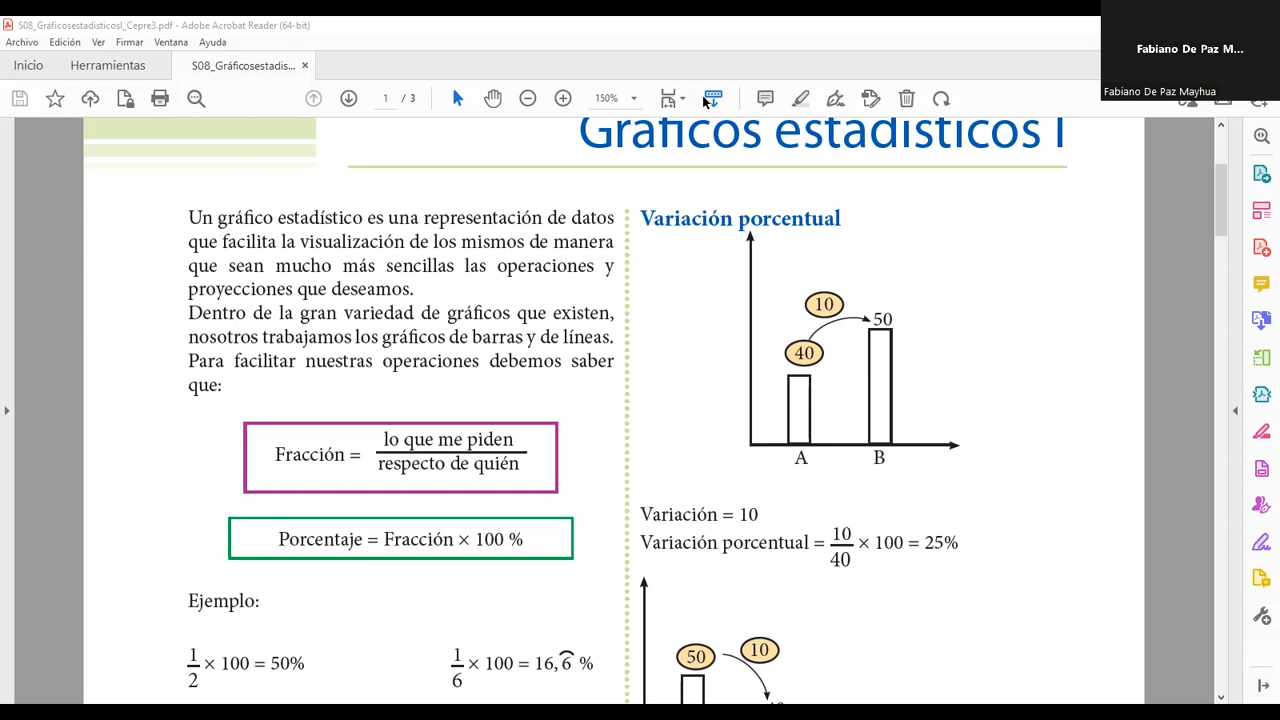 S08_GráficosestadisticosI_Cepre3.pdf - Adobe Acrobat Reader (64-bit)
Archivo Edición Ver Firmar Ventana Ayuda
Inicio Herramientas S08_Gráficosestadis... ×
1 / 3 150%
Fabiano De Paz M...
Fabiano De Paz Mayhua
Gráficos estadísticos I
Un gráfico estadístico es una representación de datos
que facilita la visualización de los mismos de manera
que sean mucho más sencillas las operaciones y
proyecciones que deseamos.
Dentro de la gran variedad de gráficos que existen,
nosotros trabajamos los gráficos de barras y de líneas.
Para facilitar nuestras operaciones debemos saber
que:
Fracción = lo que me piden
respecto de quién
Porcentaje = Fracción × 100 %
Ejemplo:
1/2 × 100 = 50%
1/6 × 100 = 16,6 %
Variación porcentual
10
50
40
A B
Variación = 10
Variación porcentual = 10/40 × 100 = 25%
50
10